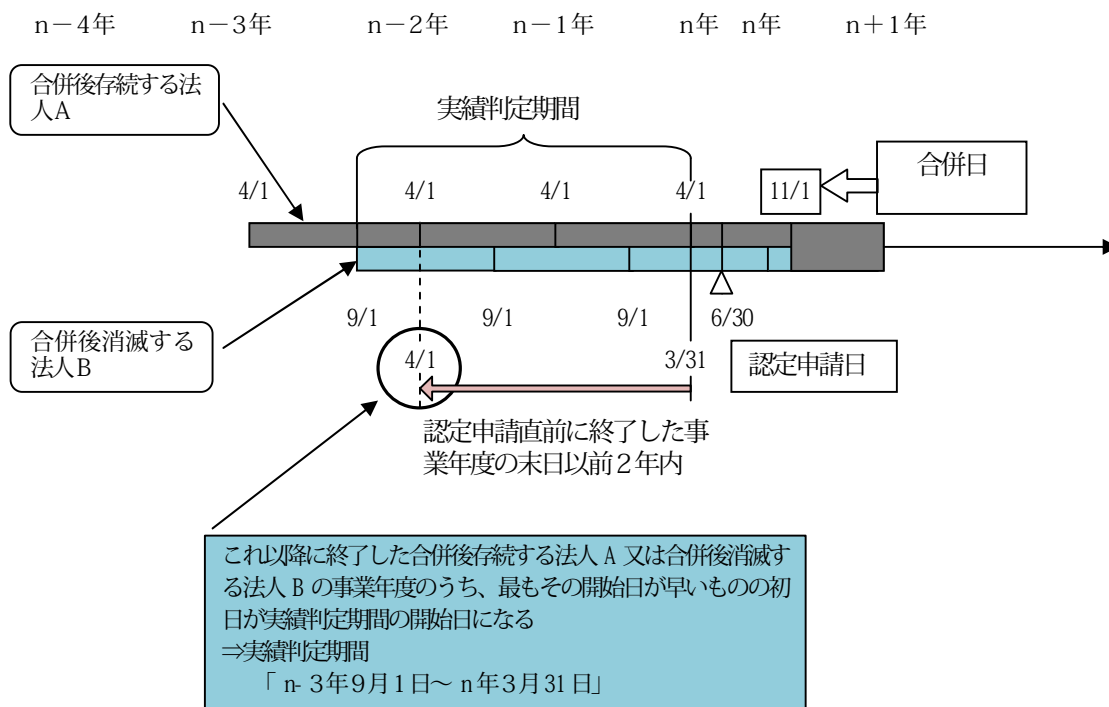 n－4年 n－3年 n－2年 n－1年 n年 n年 n＋1年
合併後存続する法
人A
実績判定期間
合併日
4/1 4/1 4/1 4/1 11/1
9/1 9/1 9/1 6/30
合併後消滅する
法人B
4/1 3/31
認定申請日
認定申請直前に終了した事
業年度の末日以前２年内
これ以降に終了した合併後存続する法人 A 又は合併後消滅す
る法人 B の事業年度のうち、最もその開始日が早いものの初
日が実績判定期間の開始日になる
⇒実績判定期間
「 n- 3年９月１日～ n 年３月 31 日」